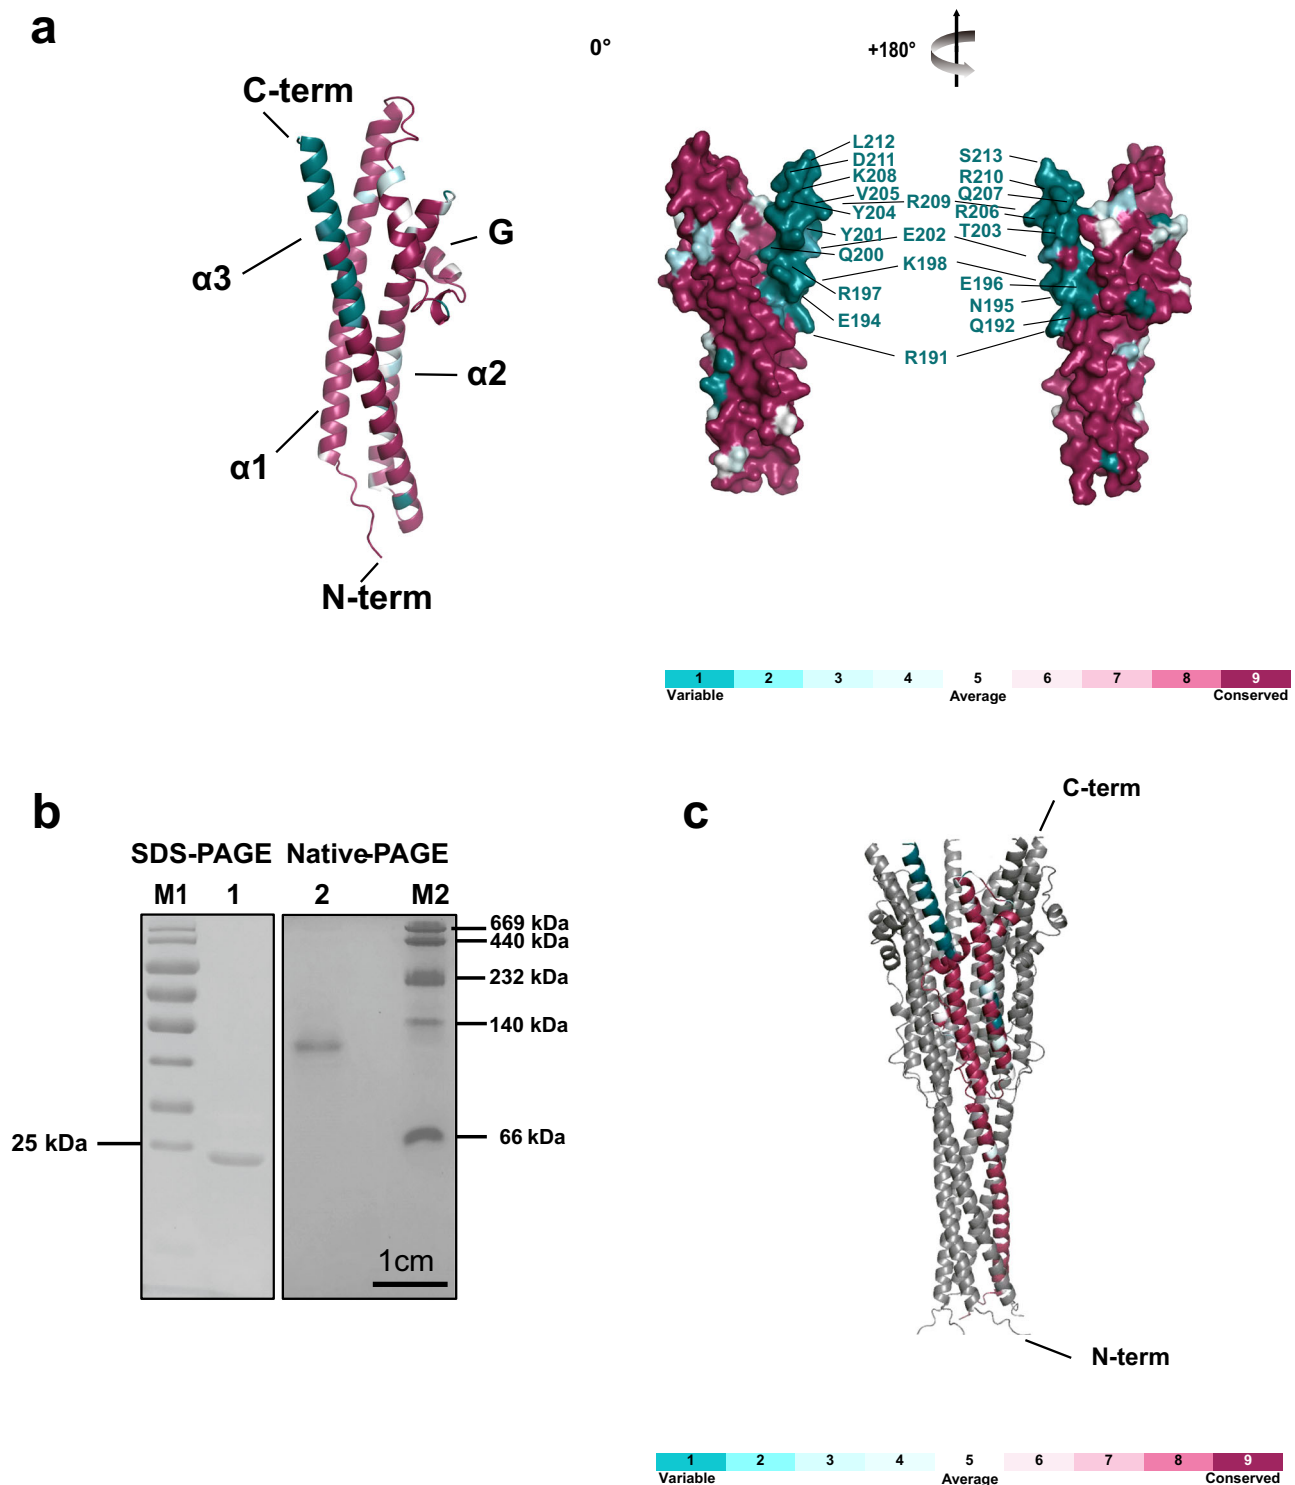 a
0°
+180°
C-term
G
α3
α2
α1
N-term
L212
D211
K208
V205
Y204
Y201
Q200
R197
E194
R209
E202
K198
R191
S213
R210
Q207
R206
T203
E196
N195
Q192
1 2 3 4 5 6 7 8 9
Variable Average Conserved
b
SDS-PAGE Native-PAGE
M1 1 2 M2
669 kDa
440 kDa
232 kDa
140 kDa
66 kDa
25 kDa
1cm
c
C-term
N-term
1 2 3 4 5 6 7 8 9
Variable Average Conserved